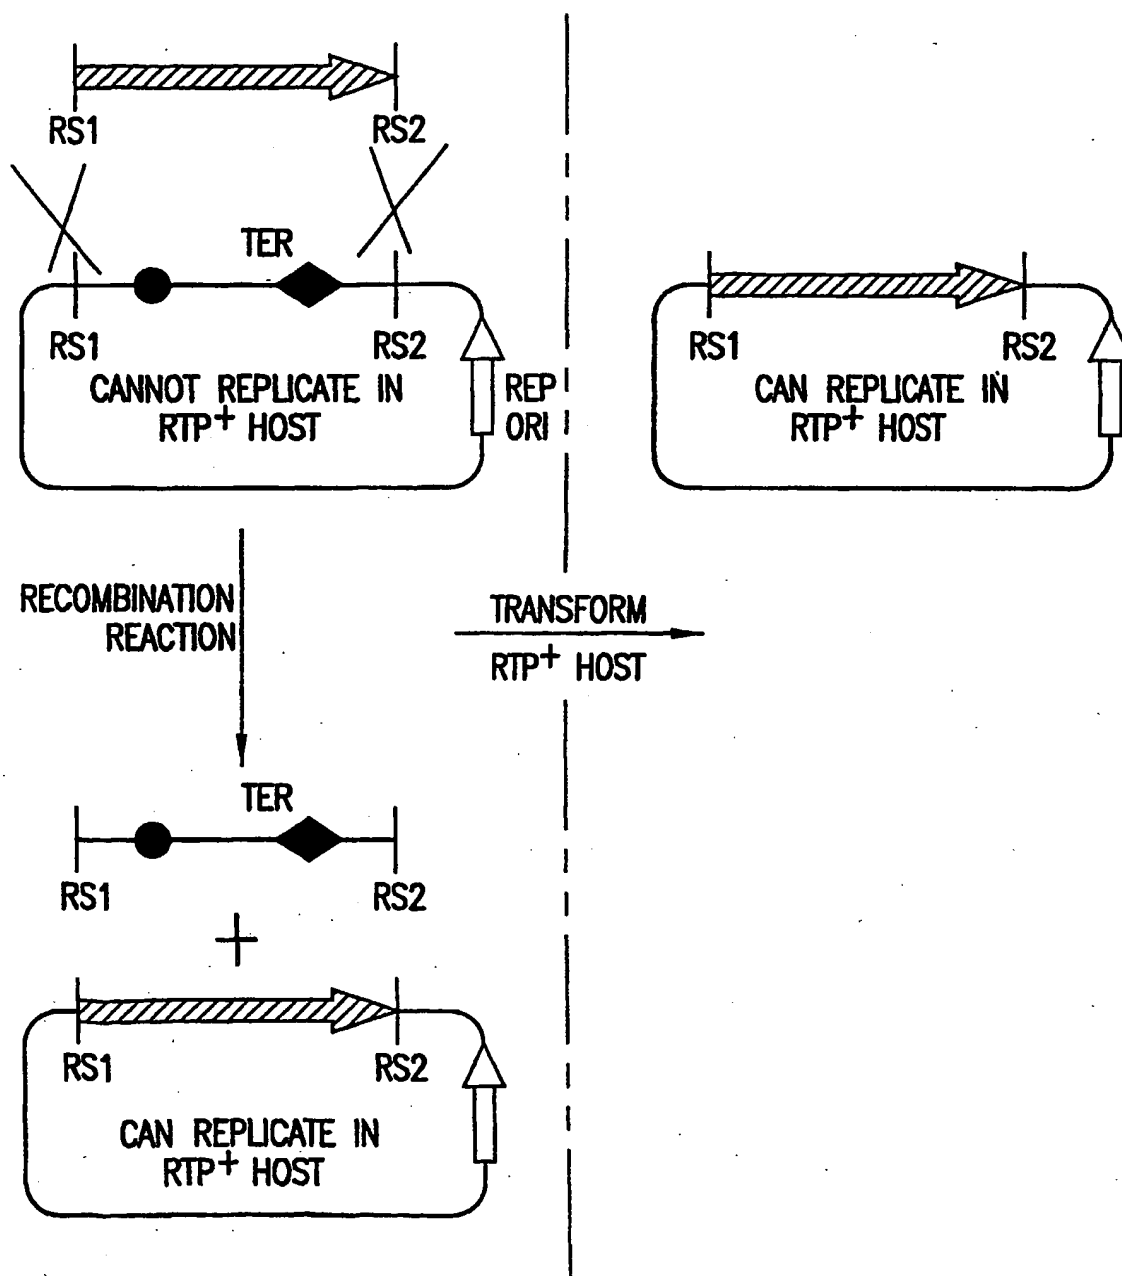 RS1
RS2
TER
RS1
RS2
CANNOT REPLICATE IN
RTP+ HOST
REP
ORI
RECOMBINATION
REACTION
TER
RS1
RS2
+
RS1
RS2
CAN REPLICATE IN
RTP+ HOST
TRANSFORM
RTP+ HOST
RS1
RS2
CAN REPLICATE IN
RTP+ HOST